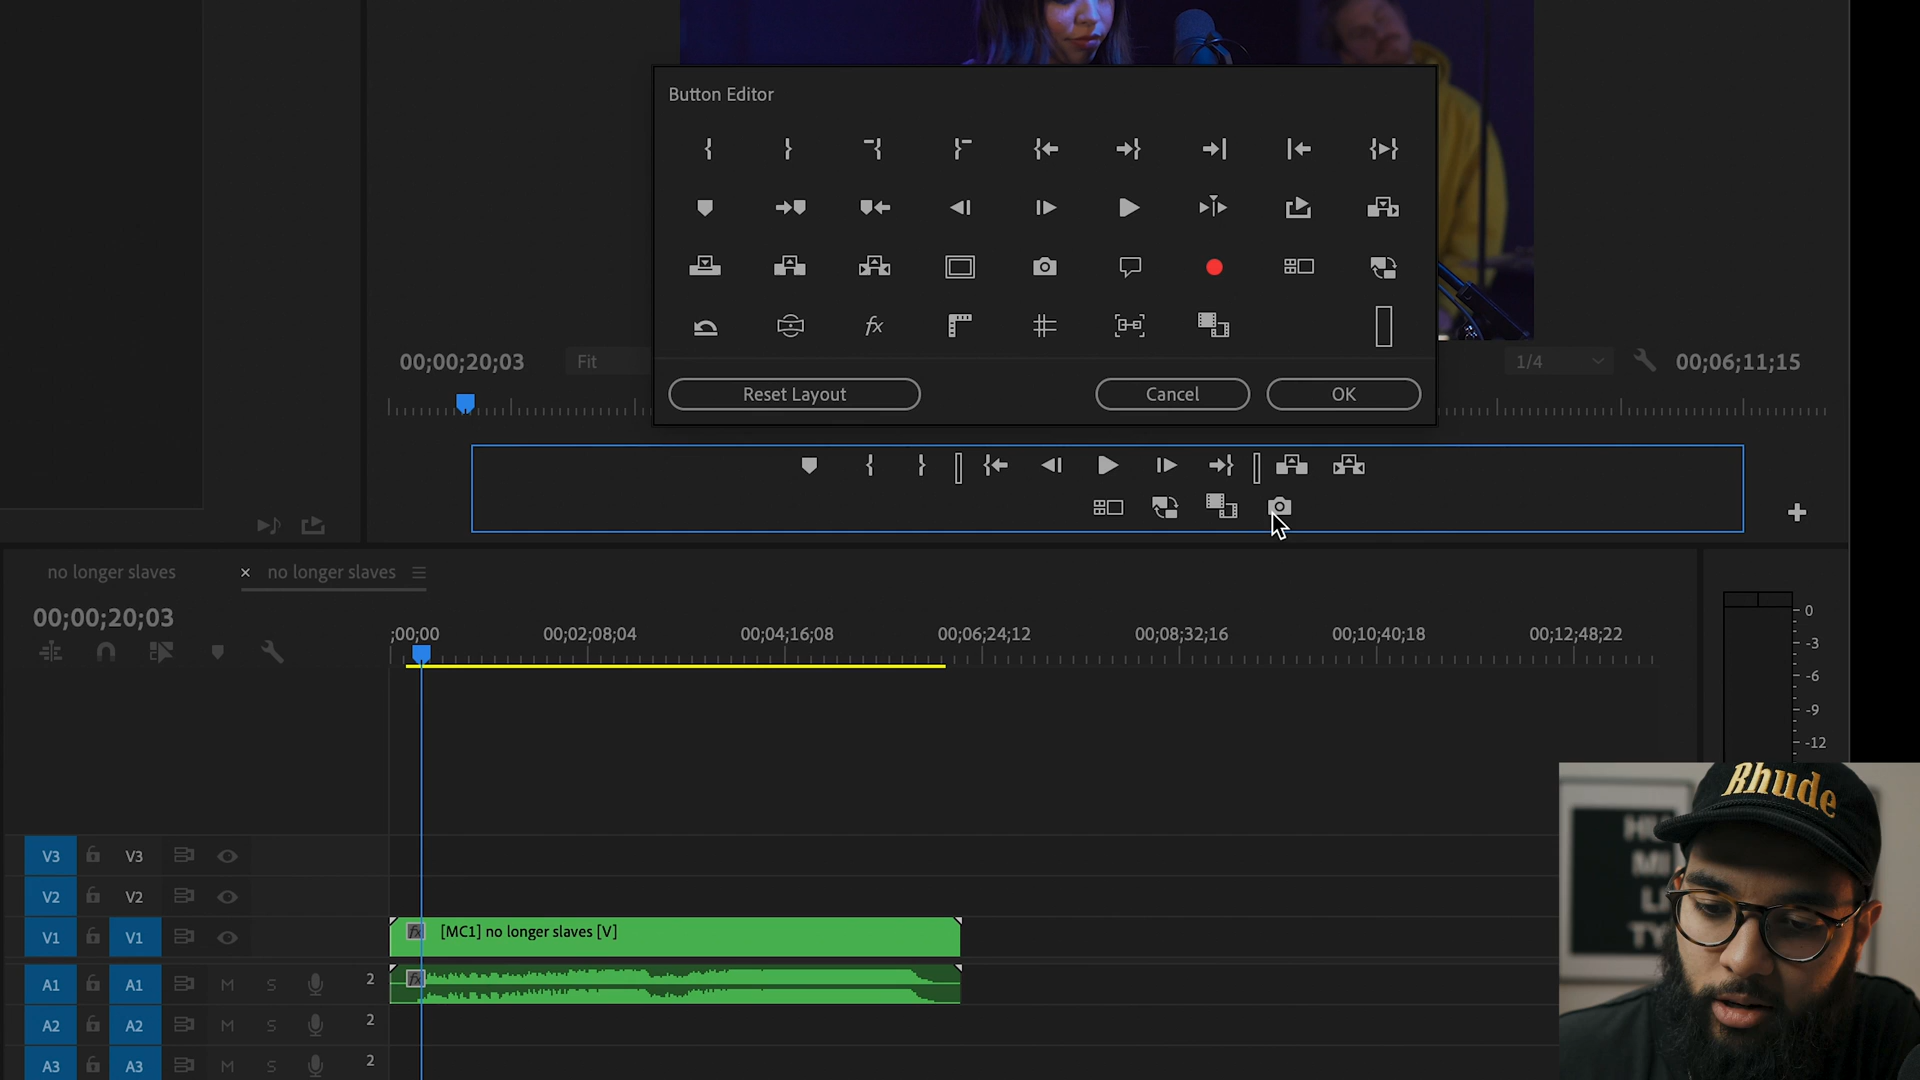 Button Editor
00;00;20;03
Fit
1/4
00;06;11;15
Reset Layout
Cancel
OK
no longer slaves
× no longer slaves
00;00;20;03
;00;00
00;02;08;04
00;04;16;08
00;06;24;12
00;08;32;16
00;10;40;18
00;12;48;22
0
-3
-6
-9
-12
Rhude
V3 V3
V2 V2
V1 V1
fx [MC1] no longer slaves [V]
A1 A1 M S 2
fx
A2 A2 M S 2
A3 A3 M S 2
fx